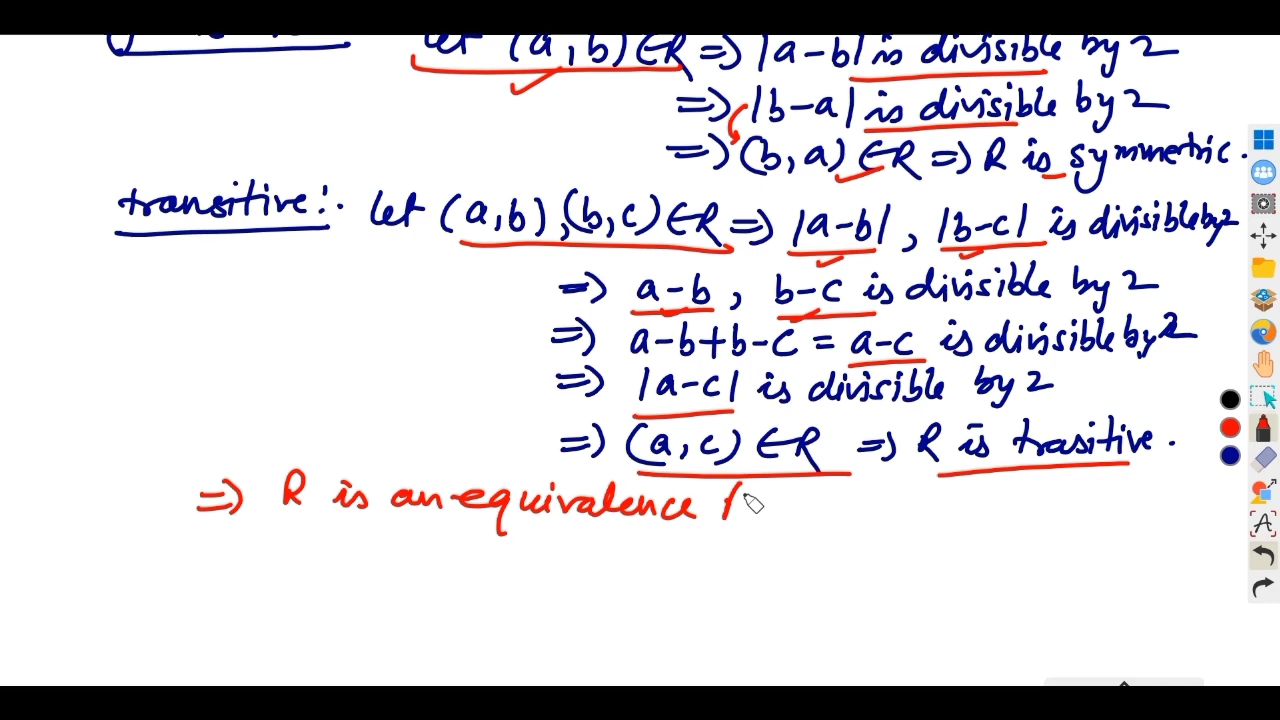 let (a,b)∈R => |a-b| is divisible by 2
=> |b-a| is divisible by 2
=> (b,a) ∈R => R is symmetric.
transitive:. let (a,b),(b,c)∈R => |a-b| , |b-c| is divisible by 2
=> a-b , b-c is divisible by 2
=> a-b+b-c = a-c is divisible by 2
=> |a-c| is divisible by 2
=> (a,c) ∈R => R is trasitive.
=> R is an equivalence